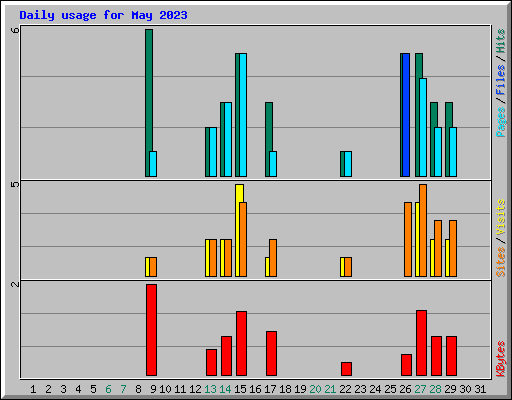 Daily usage for May 2023
6
Pages / Files / Hits
5
Sites / Visits
2
KBytes
1 2 3 4 5 6 7 8 9 10 11 12 13 14 15 16 17 18 19 20 21 22 23 24 25 26 27 28 29 30 31